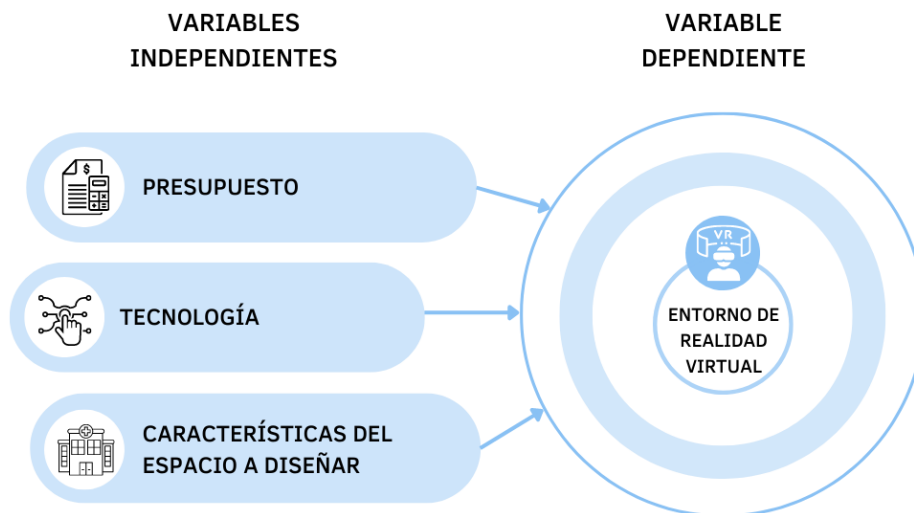 VARIABLES
INDEPENDIENTES
VARIABLE
DEPENDIENTE
$
PRESUPUESTO
TECNOLOGÍA
CARACTERÍSTICAS DEL
ESPACIO A DISEÑAR
VR
ENTORNO DE
REALIDAD
VIRTUAL